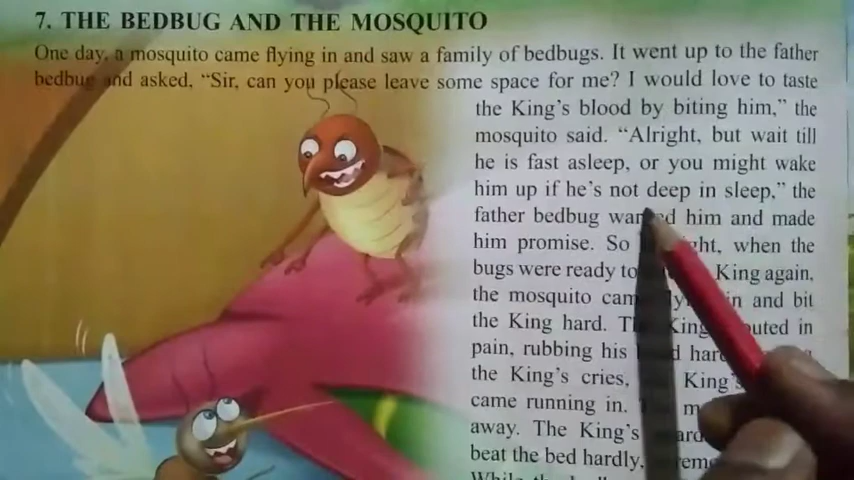 7. THE BEDBUG AND THE MOSQUITO
One day, a mosquito came flying in and saw a family of bedbugs. It went up to the father
bedbug and asked, “Sir, can you please leave some space for me? I would love to taste
the King’s blood by biting him,” the
mosquito said. “Alright, but wait till
he is fast asleep, or you might wake
him up if he’s not deep in sleep,” the
father bedbug warned him and made
him promise. So
when the
bugs were ready to King again,
the mosquito in and bit
the King hard. in
pain, rubbing his
the King’s cries,
came running in.
away. The King’s
beat the bed hardly,
While the